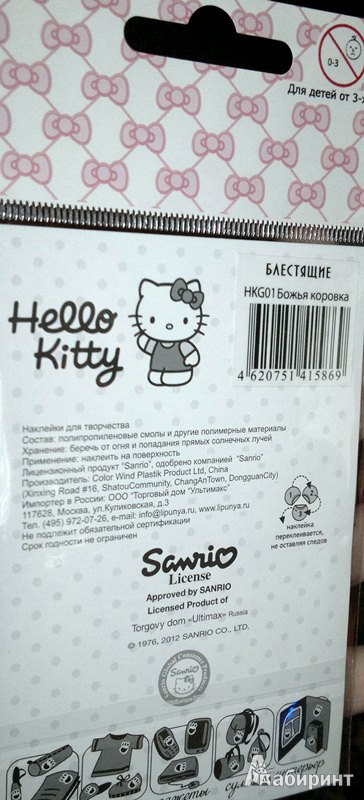 0-3
Для детей от 3-х
БЛЕСТЯЩИЕ
HKG01 Божья коровка
4 620751 415869
Hello
Kitty
Наклейки для творчества
Состав: полипропиленовые смолы и другие полимерные материалы
Хранение: беречь от огня и попадания прямых солнечных лучей
Применение: наклеить на поверхность
Лицензионный продукт "Sanrio", одобрено компанией "Sanrio"
Производитель: Color Wind Plastik Product Ltd, China
(Xinxing Road #16, ShatouCommunity, ChangAnTown, DongguanCity)
Импортер в России: ООО "Торговый дом "Ультимакс"
117628, Москва, ул.Куликовская, д.3
Тел. (495) 972-07-26, e-mail: info@lipunya.ru, www.lipunya.ru
Не подлежит обязательной сертификации
Срок годности не ограничен
наклейка
переклеивается,
не оставляя следов
Sanrio
License
Approved by SANRIO
Licensed Product of
Torgovy dom «Ultimax» Russia
© 1976, 2012 SANRIO CO., LTD.
Sanrio
Лабиринт